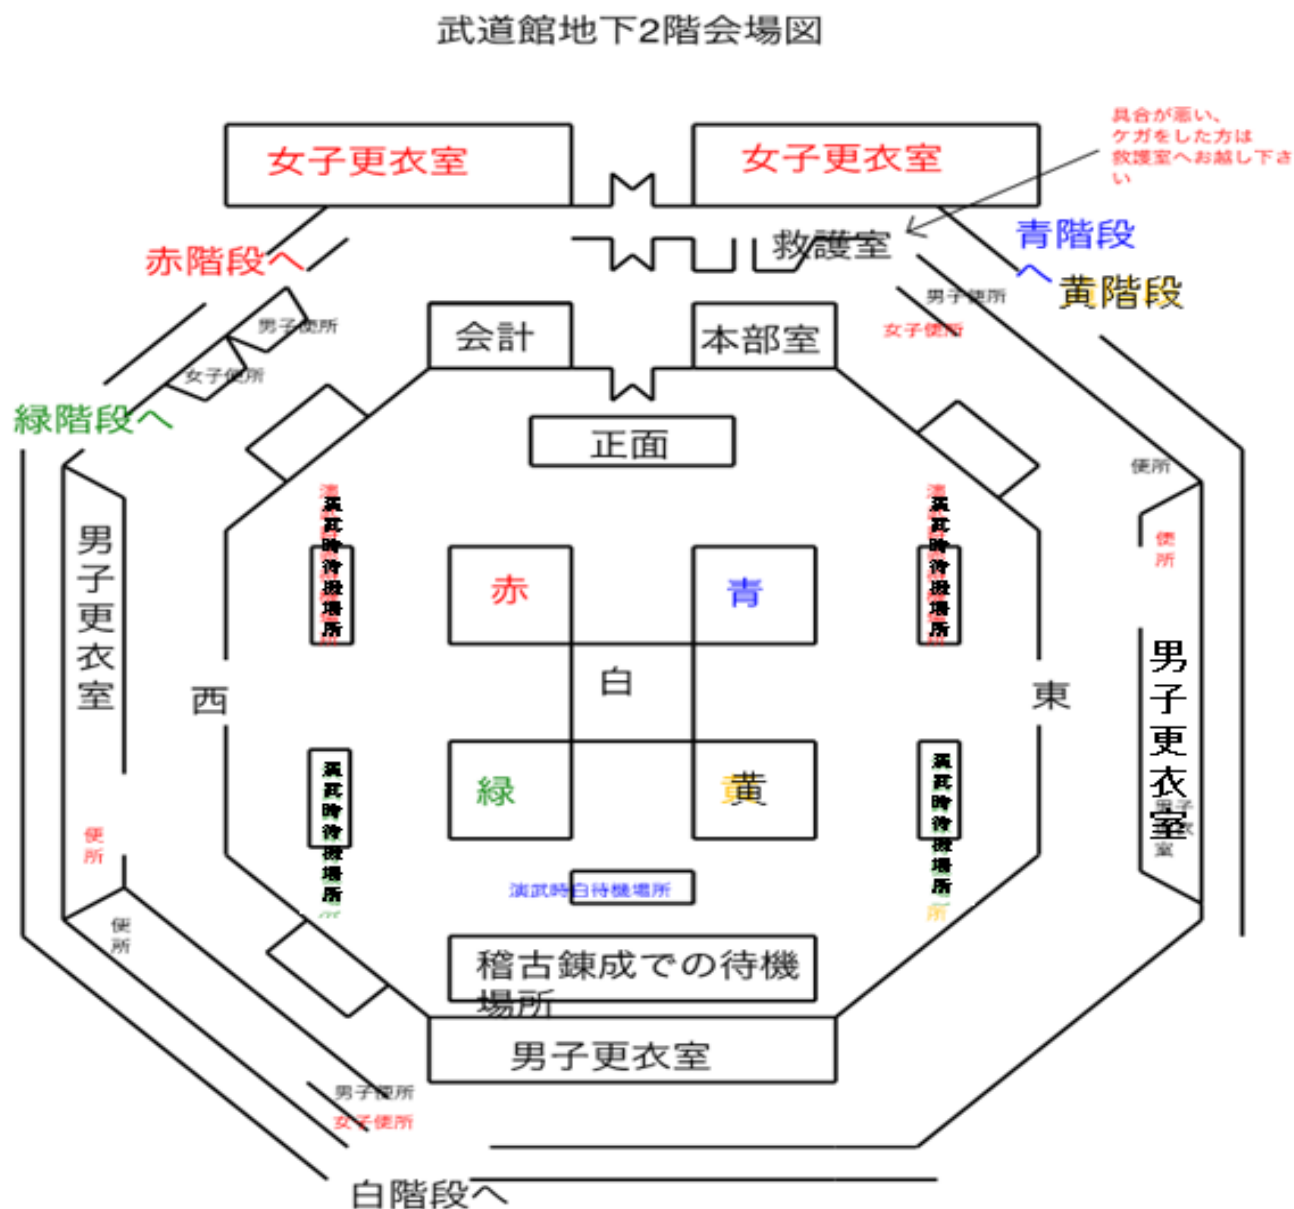 武道館地下2階会場図
具合が悪い、
ケガをした方は
救護室へお越し下さ
い
女子更衣室
女子更衣室
救護室
青階段
へ
赤階段へ
黄階段
男子便所
女子便所
男子便所
女子便所
会計
本部室
緑階段へ
正面
便所
便所
男子更衣室
赤
青
白
西
東
男子更衣室
緑
黄
便所
便所
演武時白待機場所
稽古錬成での待機
場所
男子更衣室
男子便所
女子便所
白階段へ